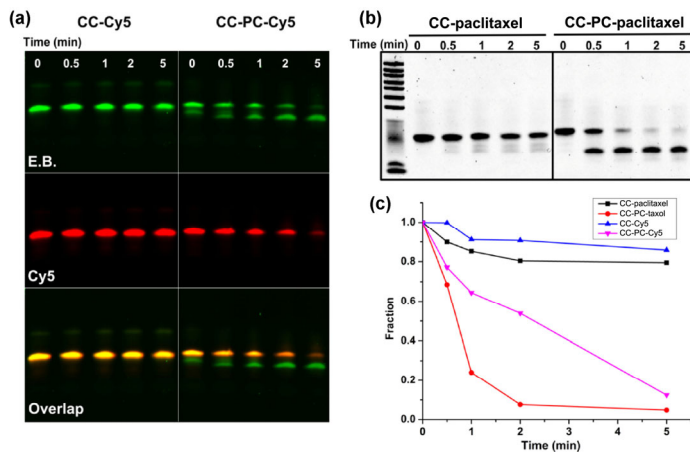 (a)
CC-Cy5 CC-PC-Cy5
Time (min)
0 0.5 1 2 5 0 0.5 1 2 5
E.B.
Cy5
Overlap
(b)
CC-paclitaxel CC-PC-paclitaxel
Time (min) 0 0.5 1 2 5 0 0.5 1 2 5
(c)
CC-paclitaxel
CC-PC-taxol
CC-Cy5
CC-PC-Cy5
1.0
0.8
0.6
0.4
0.2
0.0
Fraction
0 1 2 3 4 5
Time (min)